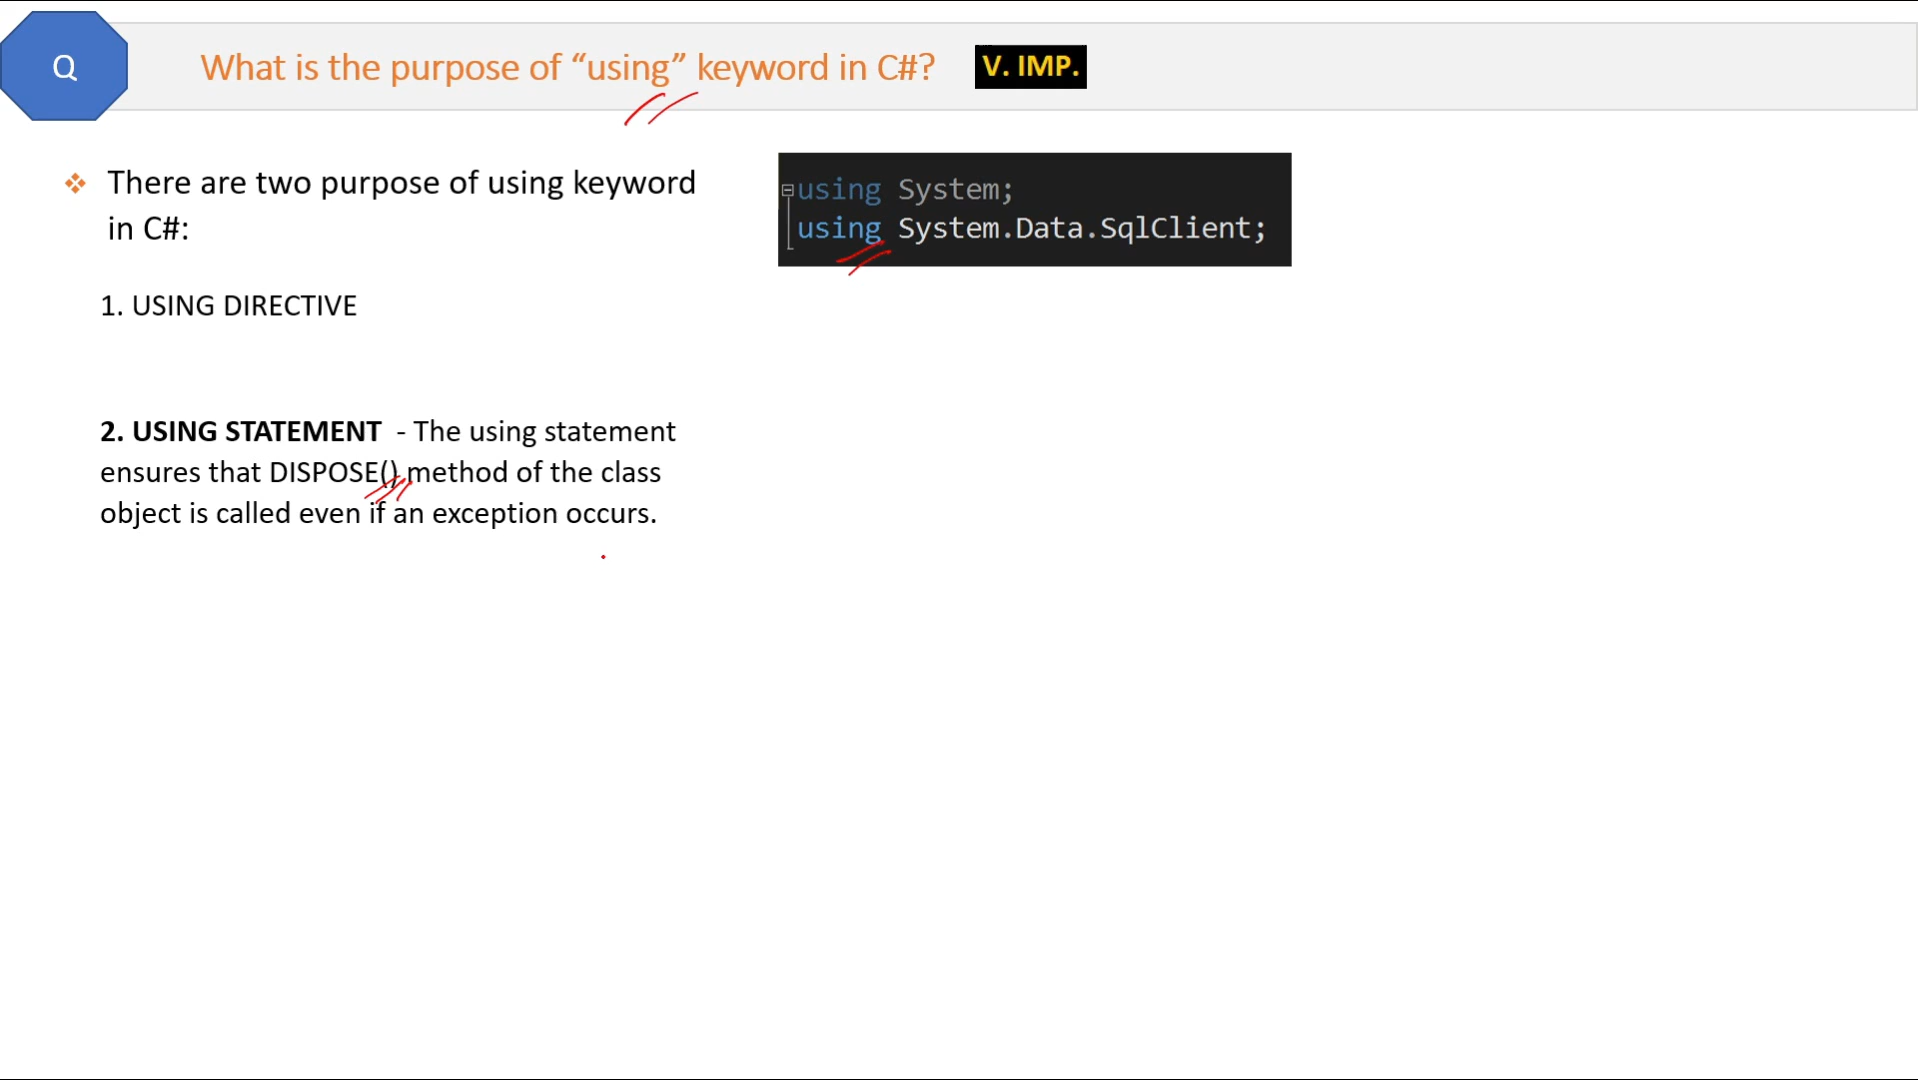 Q
What is the purpose of “using” keyword in C#?
V. IMP.
There are two purpose of using keyword
in C#:
using System;
using System.Data.SqlClient;
1. USING DIRECTIVE
2. USING STATEMENT - The using statement
ensures that DISPOSE() method of the class
object is called even if an exception occurs.